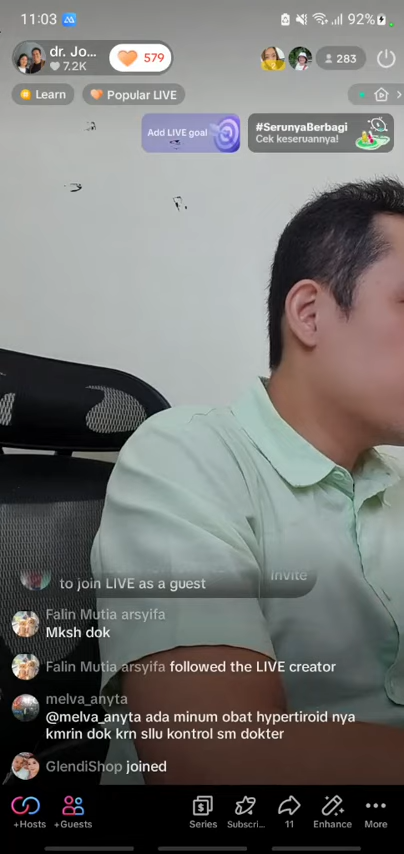 11:03
92%
dr. Jo...
7.2K
579
283
Learn
Popular LIVE
Add LIVE goal
#SerunyaBerbagi
Cek keseruannya!
Invite
to join LIVE as a guest
Falin Mutia arsyifa
Mksh dok
Falin Mutia arsyifa followed the LIVE creator
melva_anyta
@melva_anyta ada minum obat hypertiroid nya
kmrin dok krn sllu kontrol sm dokter
GlendiShop joined
+Hosts
+Guests
Series
Subscri...
11
Enhance
More